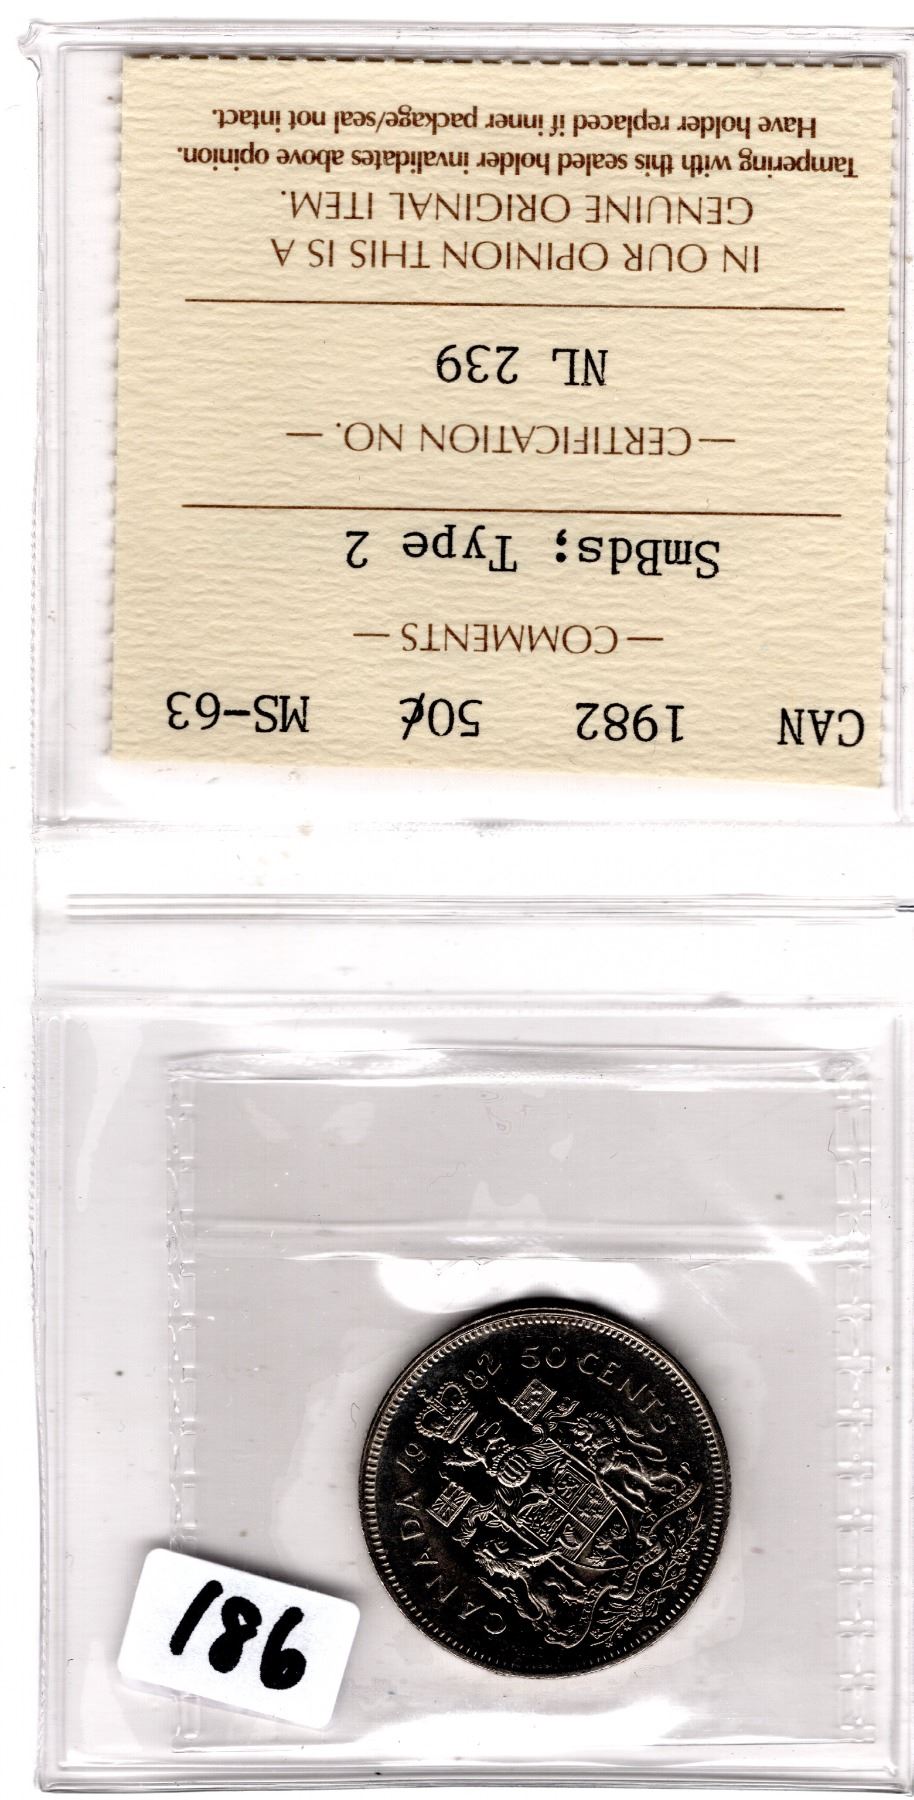 CAN 1982 50¢ MS-63
— COMMENTS —
SmBds; Type 2
— CERTIFICATION NO. —
NL 239
IN OUR OPINION THIS IS A
GENUINE ORIGINAL ITEM.
Tampering with this sealed holder invalidates above opinion.
Have holder replaced if inner package/seal not intact.
CANADA 1982 50 CENTS
186